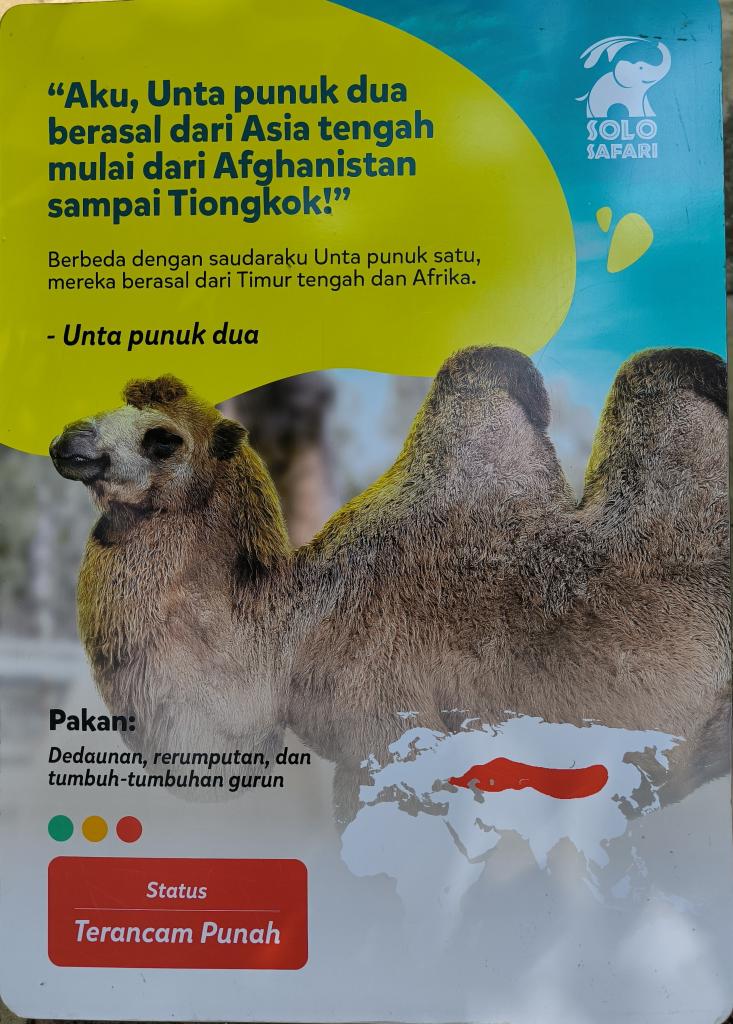 “Aku, Unta punuk dua
berasal dari Asia tengah
mulai dari Afghanistan
sampai Tiongkok!”
SOLO
SAFARI
Berbeda dengan saudaraku Unta punuk satu,
mereka berasal dari Timur tengah dan Afrika.
- Unta punuk dua
Pakan:
Dedaunan, rerumputan, dan
tumbuh-tumbuhan gurun
Status
Terancam Punah